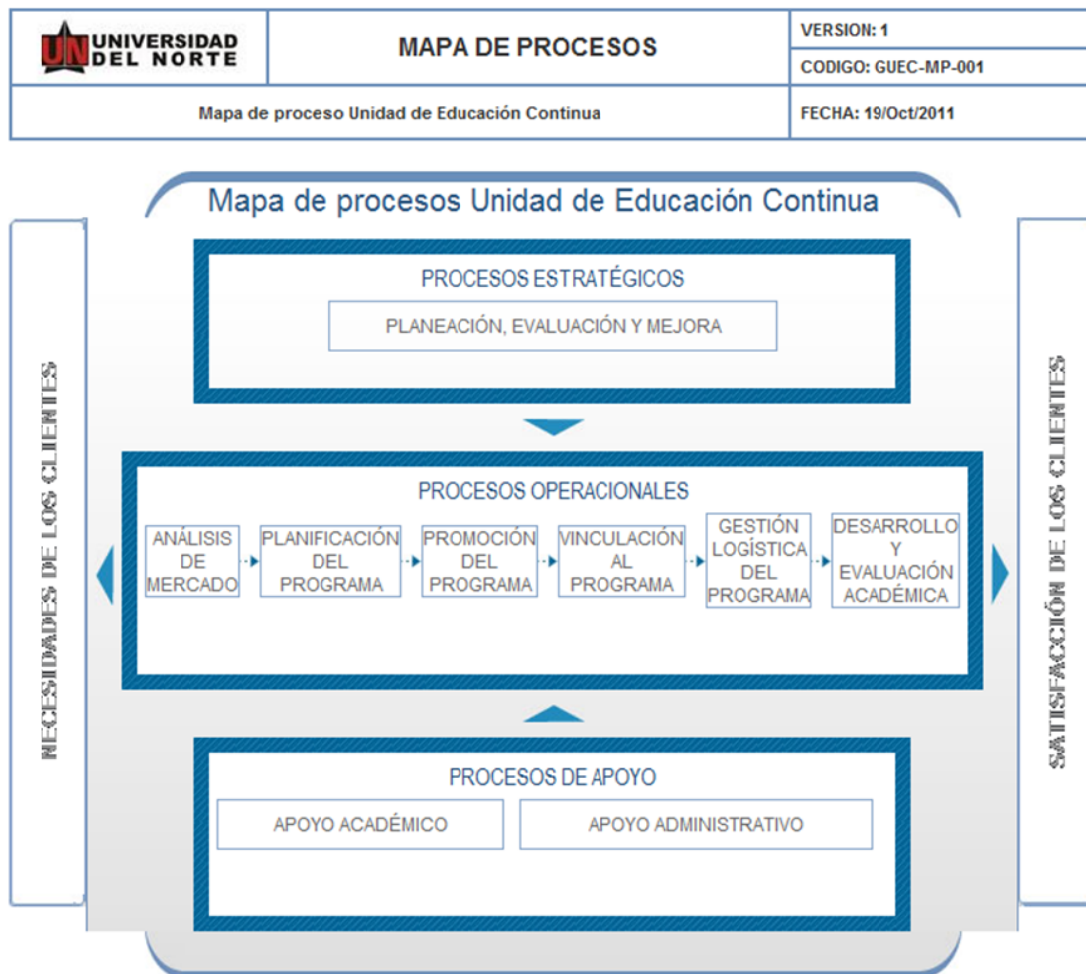 UN UNIVERSIDAD
DEL NORTE
MAPA DE PROCESOS
VERSION: 1
CODIGO: GUEC-MP-001
Mapa de proceso Unidad de Educación Continua
FECHA: 19/Oct/2011
Mapa de procesos Unidad de Educación Continua
NECESIDADES DE LOS CLIENTES
PROCESOS ESTRATÉGICOS
PLANEACIÓN, EVALUACIÓN Y MEJORA
PROCESOS OPERACIONALES
ANÁLISIS
DE
MERCADO
PLANIFICACIÓN
DEL
PROGRAMA
PROMOCIÓN
DEL
PROGRAMA
VINCULACIÓN
AL
PROGRAMA
GESTIÓN
LOGÍSTICA
DEL
PROGRAMA
DESARROLLO
Y
EVALUACIÓN
ACADÉMICA
PROCESOS DE APOYO
APOYO ACADÉMICO
APOYO ADMINISTRATIVO
SATISFACCIÓN DE LOS CLIENTES